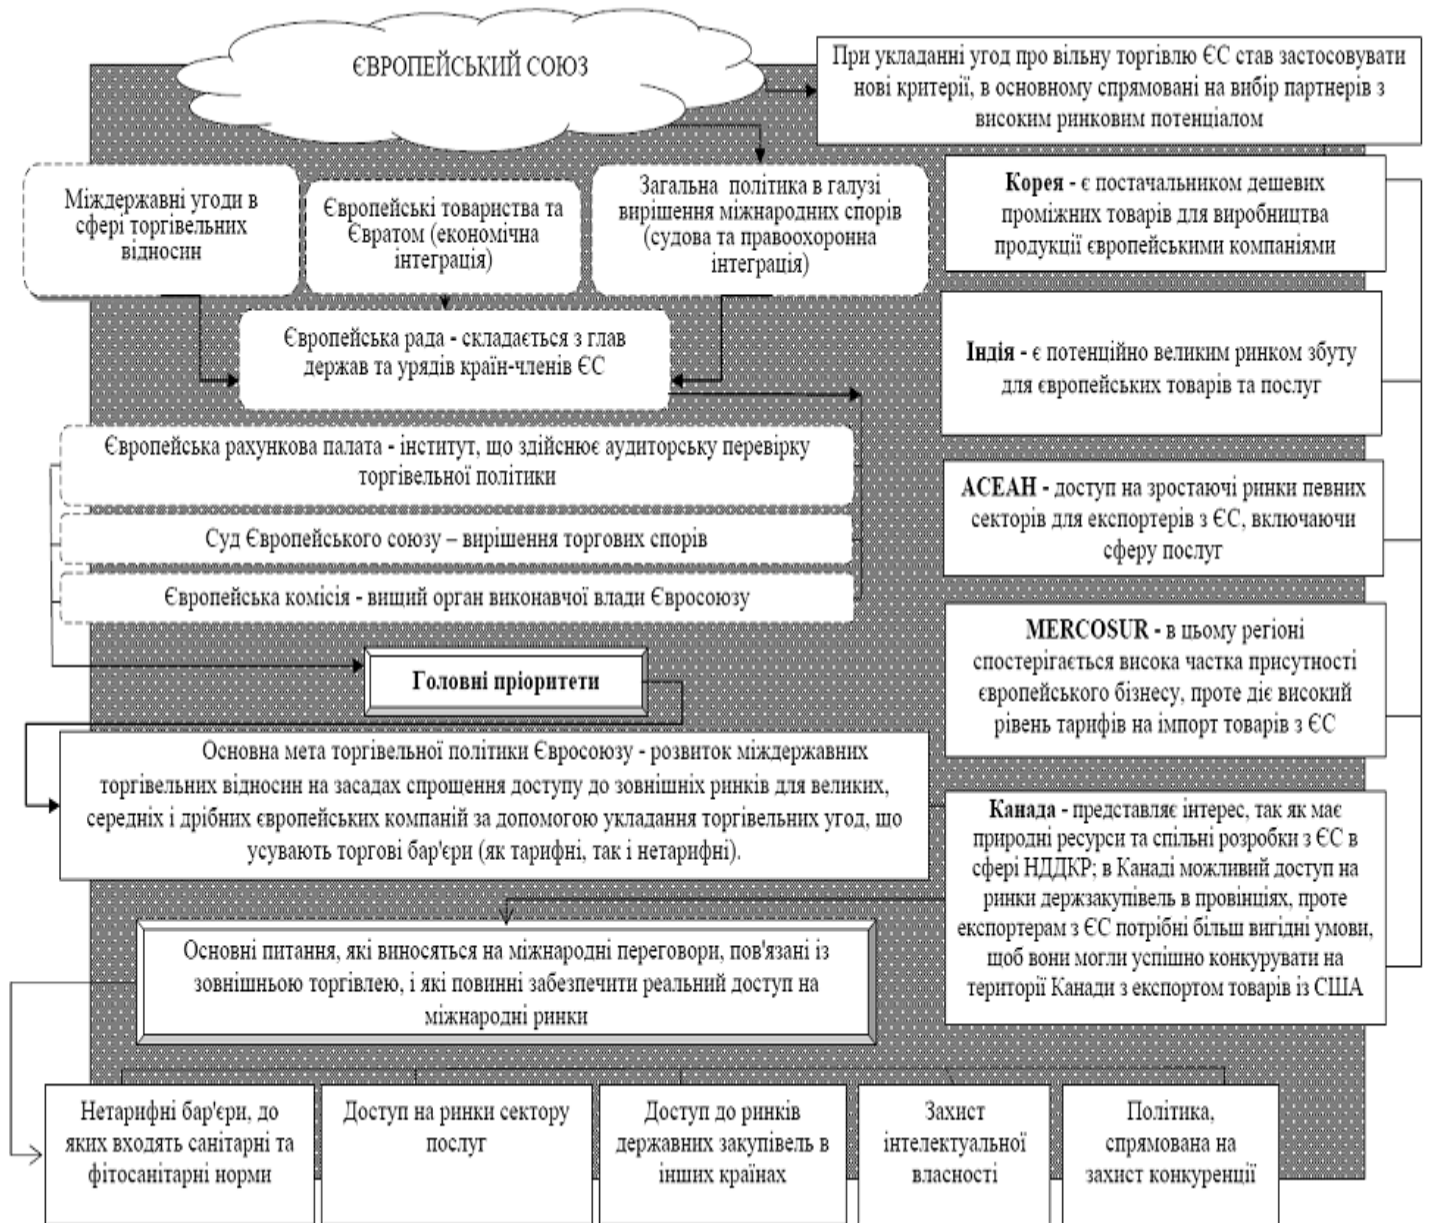 ЄВРОПЕЙСЬКИЙ СОЮЗ
При укладанні угод про вільну торгівлю ЄС став застосовувати
нові критерії, в основному спрямовані на вибір партнерів з
високим ринковим потенціалом
Міждержавні угоди в
сфері торгівельних
відносин
Європейські товариства та
Євратом (економічна
інтеграція)
Загальна політика в галузі
вирішення міжнародних спорів
(судова та правоохоронна
інтеграція)
Корея - є постачальником дешевих
проміжних товарів для виробництва
продукції європейськими компаніями
Європейська рада - складається з глав
держав та урядів країн-членів ЄС
Індія - є потенційно великим ринком збуту
для європейських товарів та послуг
Європейська рахункова палата - інститут, що здійснює аудиторську перевірку
торгівельної політики
Суд Європейського союзу – вирішення торгових спорів
Європейська комісія - вищий орган виконавчої влади Євросоюзу
АСЕАН - доступ на зростаючі ринки певних
секторів для експортерів з ЄС, включаючи
сферу послуг
MERCOSUR - в цьому регіоні
спостерігається висока частка присутності
європейського бізнесу, проте діє високий
рівень тарифів на імпорт товарів з ЄС
Головні пріоритети
Основна мета торгівельної політики Євросоюзу - розвиток міждержавних
торгівельних відносин на засадах спрощення доступу до зовнішніх ринків для великих,
середніх і дрібних європейських компаній за допомогою укладання торгівельних угод, що
усувають торгові бар'єри (як тарифні, так і нетарифні).
Канада - представляє інтерес, так як має
природні ресурси та спільні розробки з ЄС в
сфері НДДКР; в Канаді можливий доступ на
ринки держзакупівель в провінціях, проте
експортерам з ЄС потрібні більш вигідні умови,
щоб вони могли успішно конкурувати на
території Канади з експортом товарів із США
Основні питання, які виносяться на міжнародні переговори, пов'язані із
зовнішньою торгівлею, і які повинні забезпечити реальний доступ на
міжнародні ринки
Нетарифні бар'єри, до
яких входять санітарні та
фітосанітарні норми
Доступ на ринки сектору
послуг
Доступ до ринків
державних закупівель в
інших країнах
Захист
інтелектуальної
власності
Політика,
спрямована на
захист конкуренції